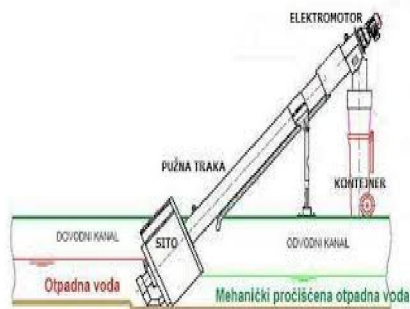 ELEKTROMOTOR
PUŽNA TRAKA
KONTEJNER
DOVODNI KANAL
SITO
ODVODNI KANAL
Otpadna voda
Mehanički pročišćena otpadna voda